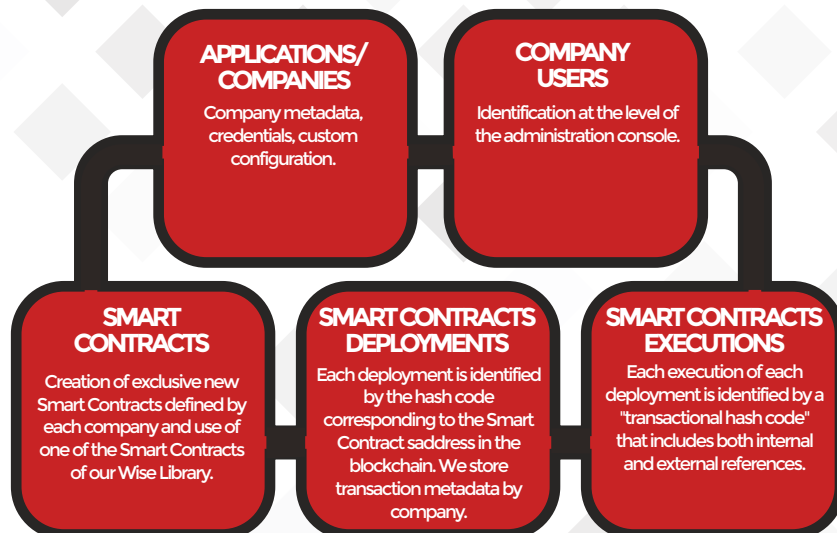 APPLICATIONS/
COMPANIES
Company metadata,
credentials, custom
configuration.
COMPANY
USERS
Identification at the level of
the administration console.
SMART
CONTRACTS
Creation of exclusive new
Smart Contracts defined by
each company and use of
one of the Smart Contracts
of our Wise Library.
SMART CONTRACTS
DEPLOYMENTS
Each deployment is identified
by the hash code
corresponding to the Smart
Contract saddress in the
blockchain. We store
transaction metadata by
company.
SMART CONTRACTS
EXECUTIONS
Each execution of each
deployment is identified by a
"transactional hash code"
that includes both internal
and external references.